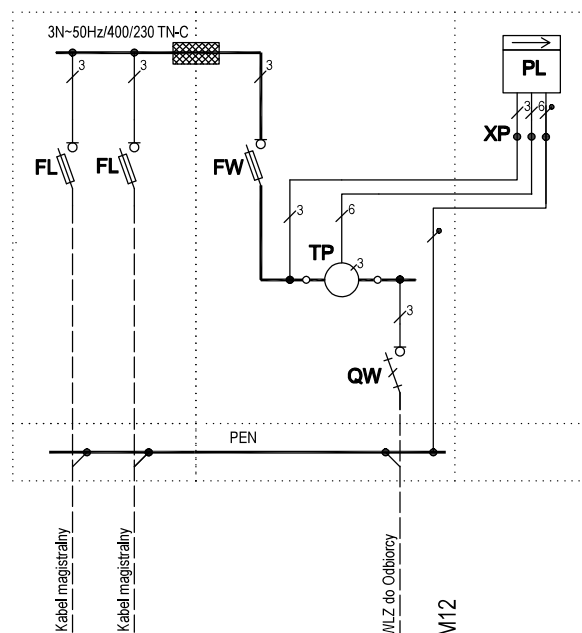 3N~50Hz/400/230 TN-C
PL
3
3
3
3
6
XP
FL
FL
FW
3
6
TP
3
3
QW
PEN
Kabel magistralny
Kabel magistralny
WLZ do Odbiorcy
M12